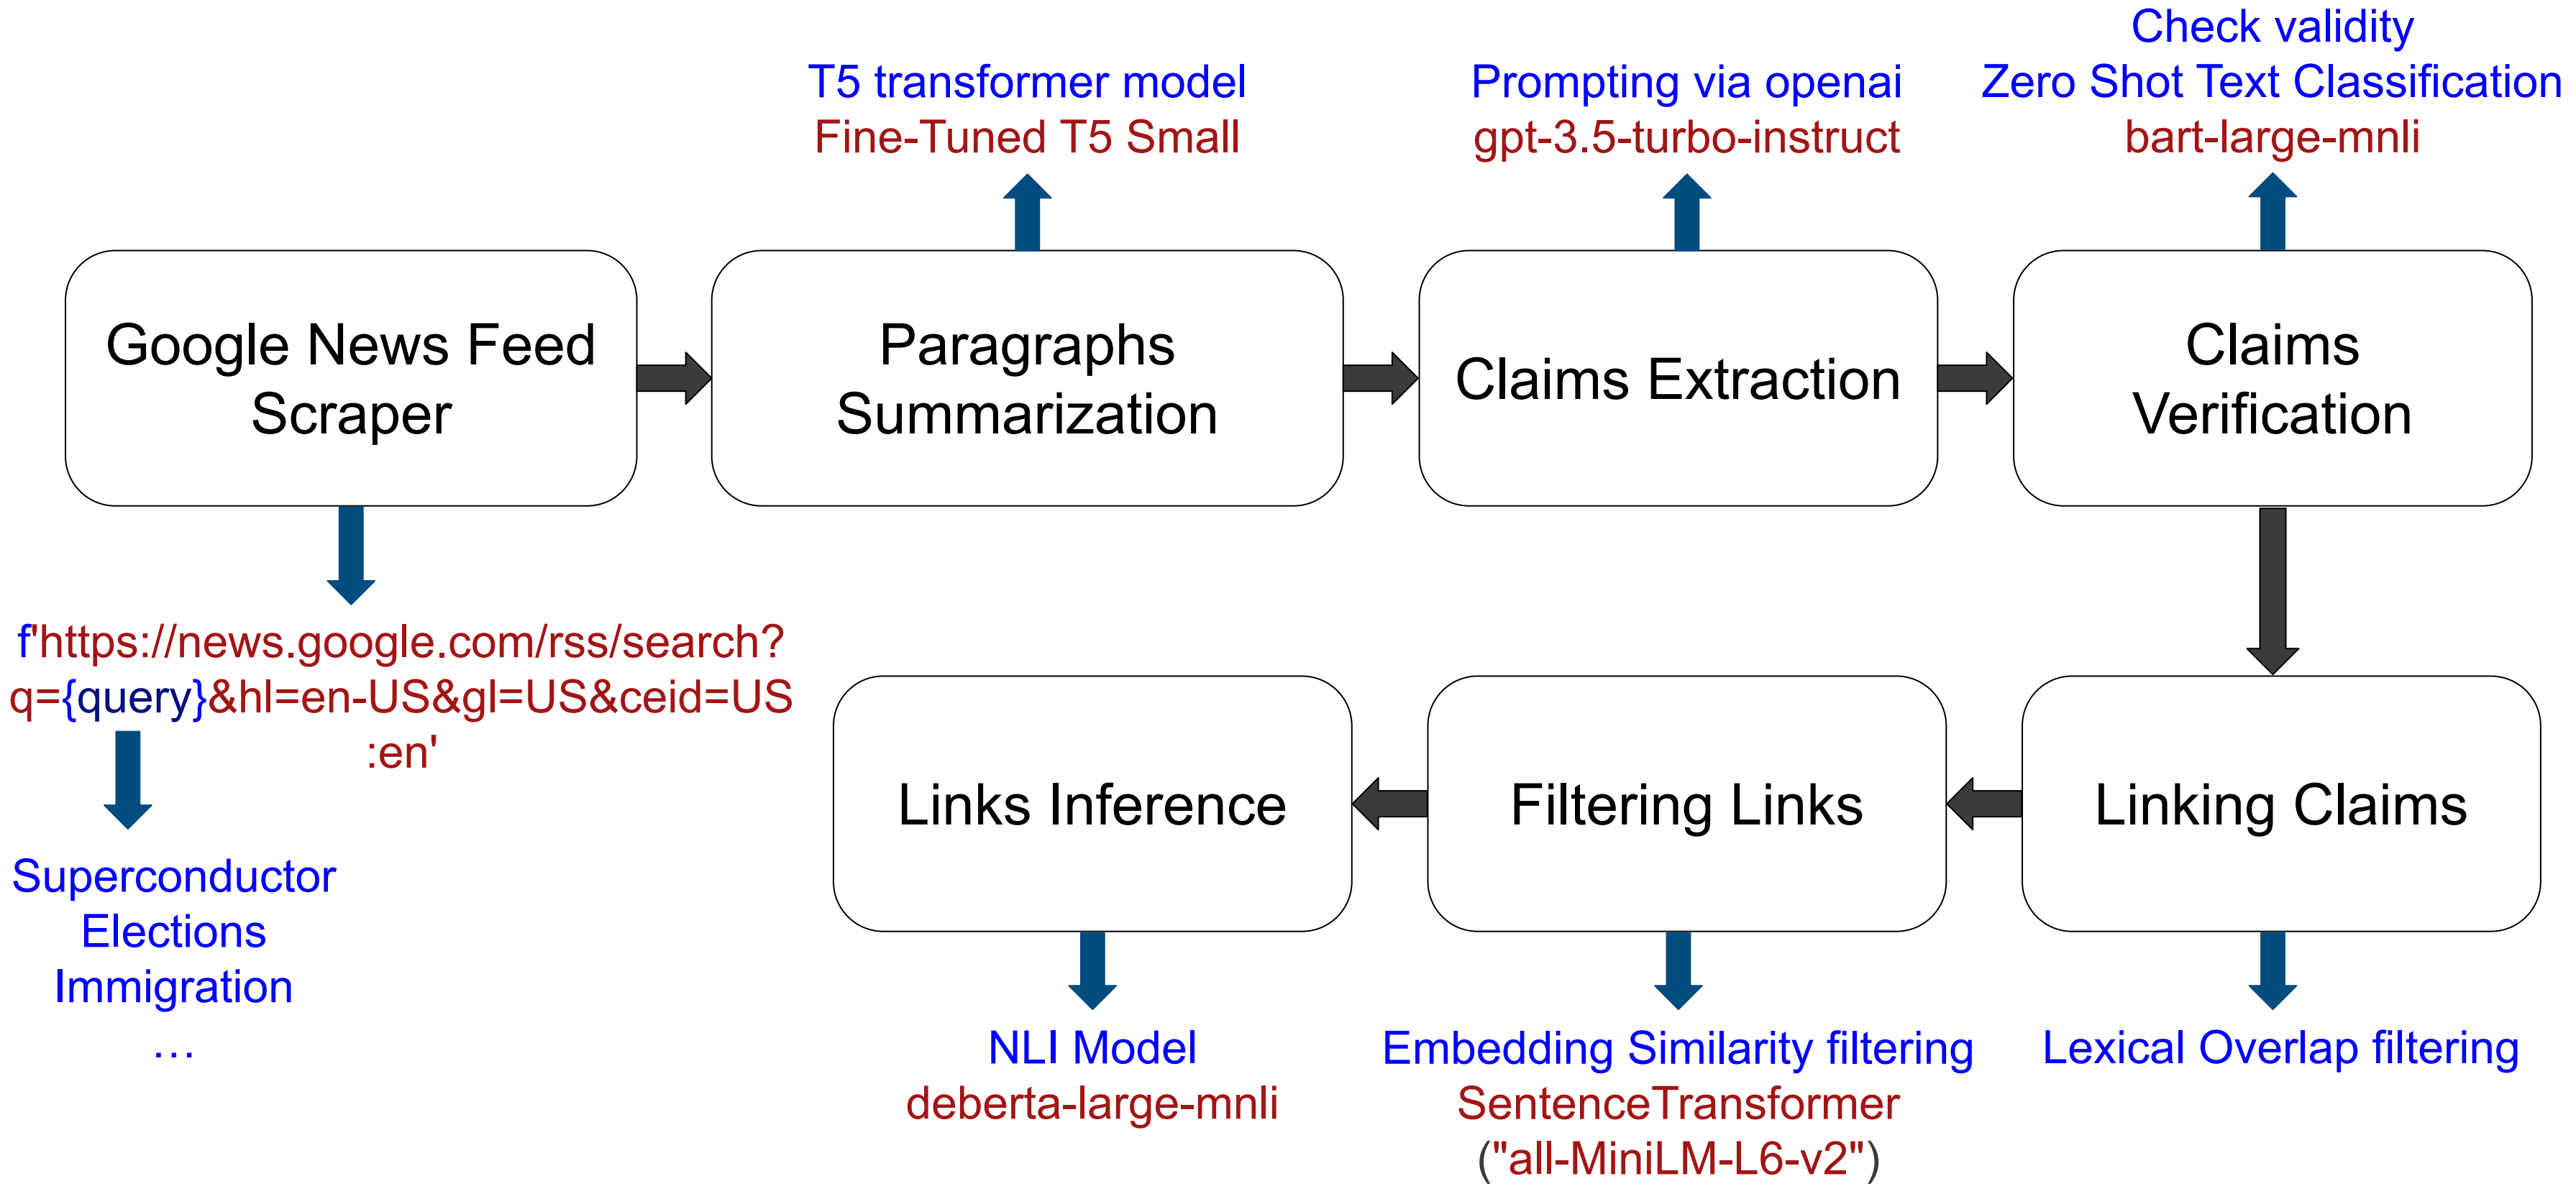 Check validity
Zero Shot Text Classification
bart-large-mnli
T5 transformer model
Fine-Tuned T5 Small
Prompting via openai
gpt-3.5-turbo-instruct
Google News Feed
Scraper
Paragraphs
Summarization
Claims Extraction
Claims
Verification
f'https://news.google.com/rss/search?
q={query}&hl=en-US&gl=US&ceid=US
:en'
Superconductor
Elections
Immigration
…
Links Inference
Filtering Links
Linking Claims
NLI Model
deberta-large-mnli
Embedding Similarity filtering
SentenceTransformer
("all-MiniLM-L6-v2")
Lexical Overlap filtering